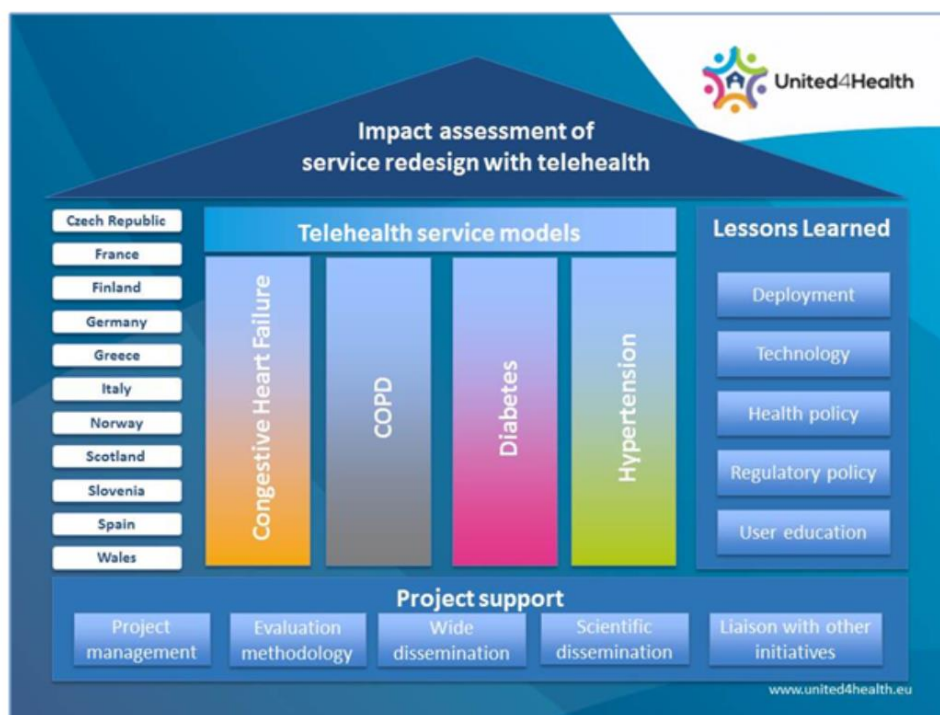 United4Health
Impact assessment of
service redesign with telehealth
Czech Republic
France
Finland
Germany
Greece
Italy
Norway
Scotland
Slovenia
Spain
Wales
Telehealth service models
Congestive Heart Failure
COPD
Diabetes
Hypertension
Lessons Learned
Deployment
Technology
Health policy
Regulatory policy
User education
Project support
Project
management
Evaluation
methodology
Wide
dissemination
Scientific
dissemination
Liaison with other
initiatives
www.united4health.eu